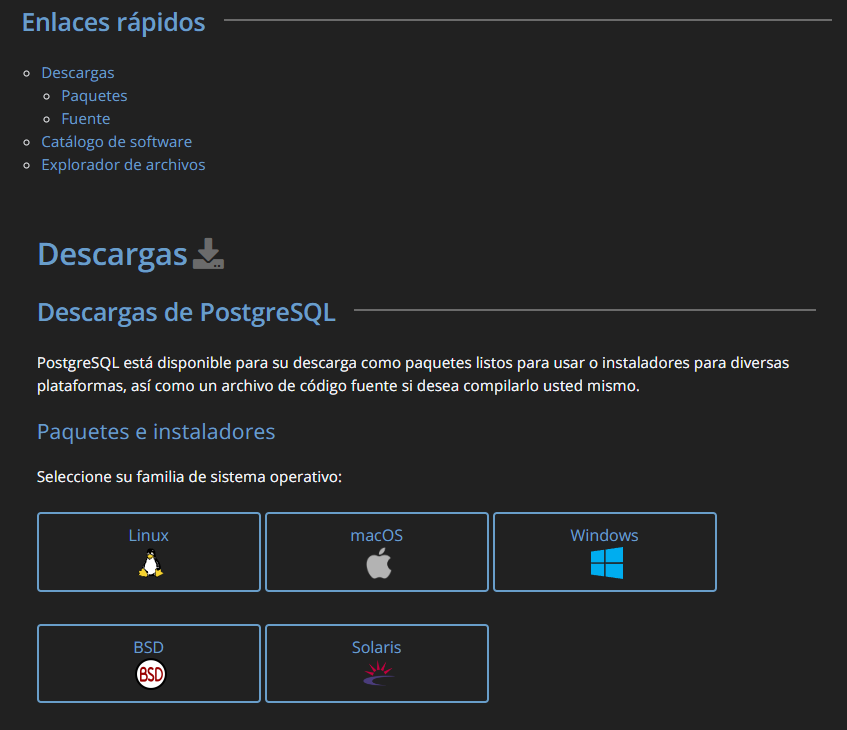 Enlaces rápidos
Descargas
Paquetes
Fuente
Catálogo de software
Explorador de archivos
Descargas
Descargas de PostgreSQL
PostgreSQL está disponible para su descarga como paquetes listos para usar o instaladores para diversas
plataformas, así como un archivo de código fuente si desea compilarlo usted mismo.
Paquetes e instaladores
Seleccione su familia de sistema operativo:
Linux
macOS
Windows
BSD
BSD
Solaris